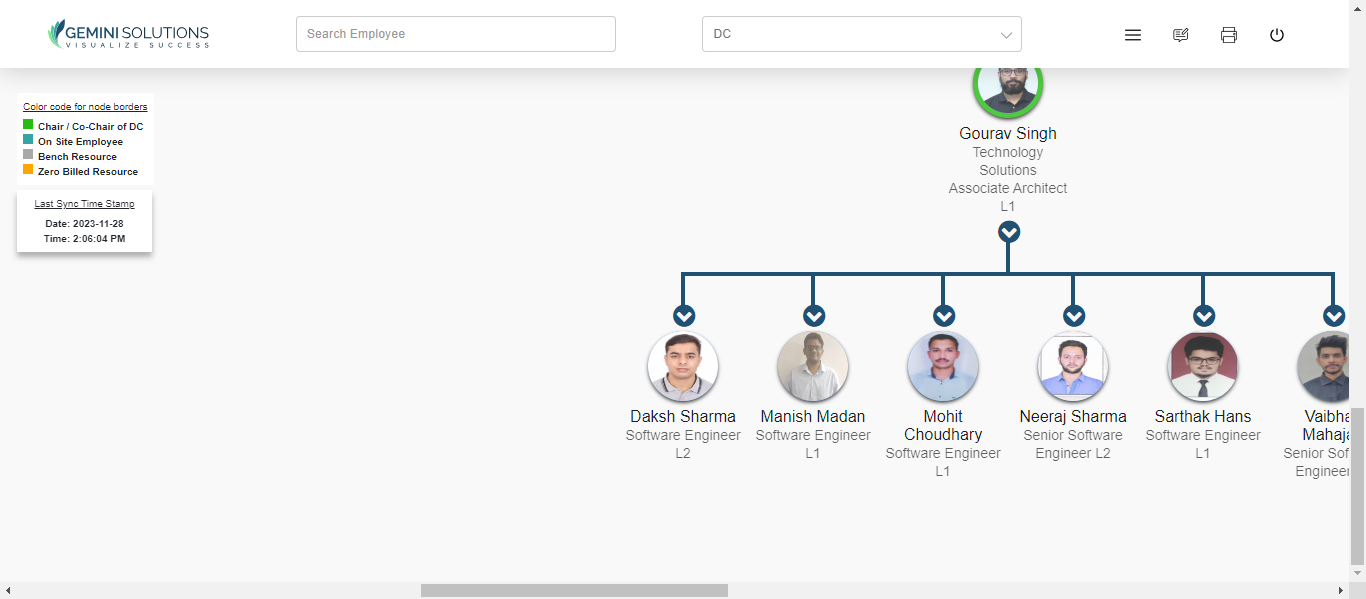 GEMINI SOLUTIONS
VISUALIZE SUCCESS
Search Employee
DC
Color code for node borders
Chair / Co-Chair of DC
On Site Employee
Bench Resource
Zero Billed Resource
Last Sync Time Stamp
Date: 2023-11-28
Time: 2:06:04 PM
Gourav Singh
Technology
Solutions
Associate Architect
L1
Daksh Sharma
Software Engineer
L2
Manish Madan
Software Engineer
L1
Mohit
Choudhary
Software Engineer
L1
Neeraj Sharma
Senior Software
Engineer L2
Sarthak Hans
Software Engineer
L1
Vaibha
Mahaja
Senior Sof
Engineer